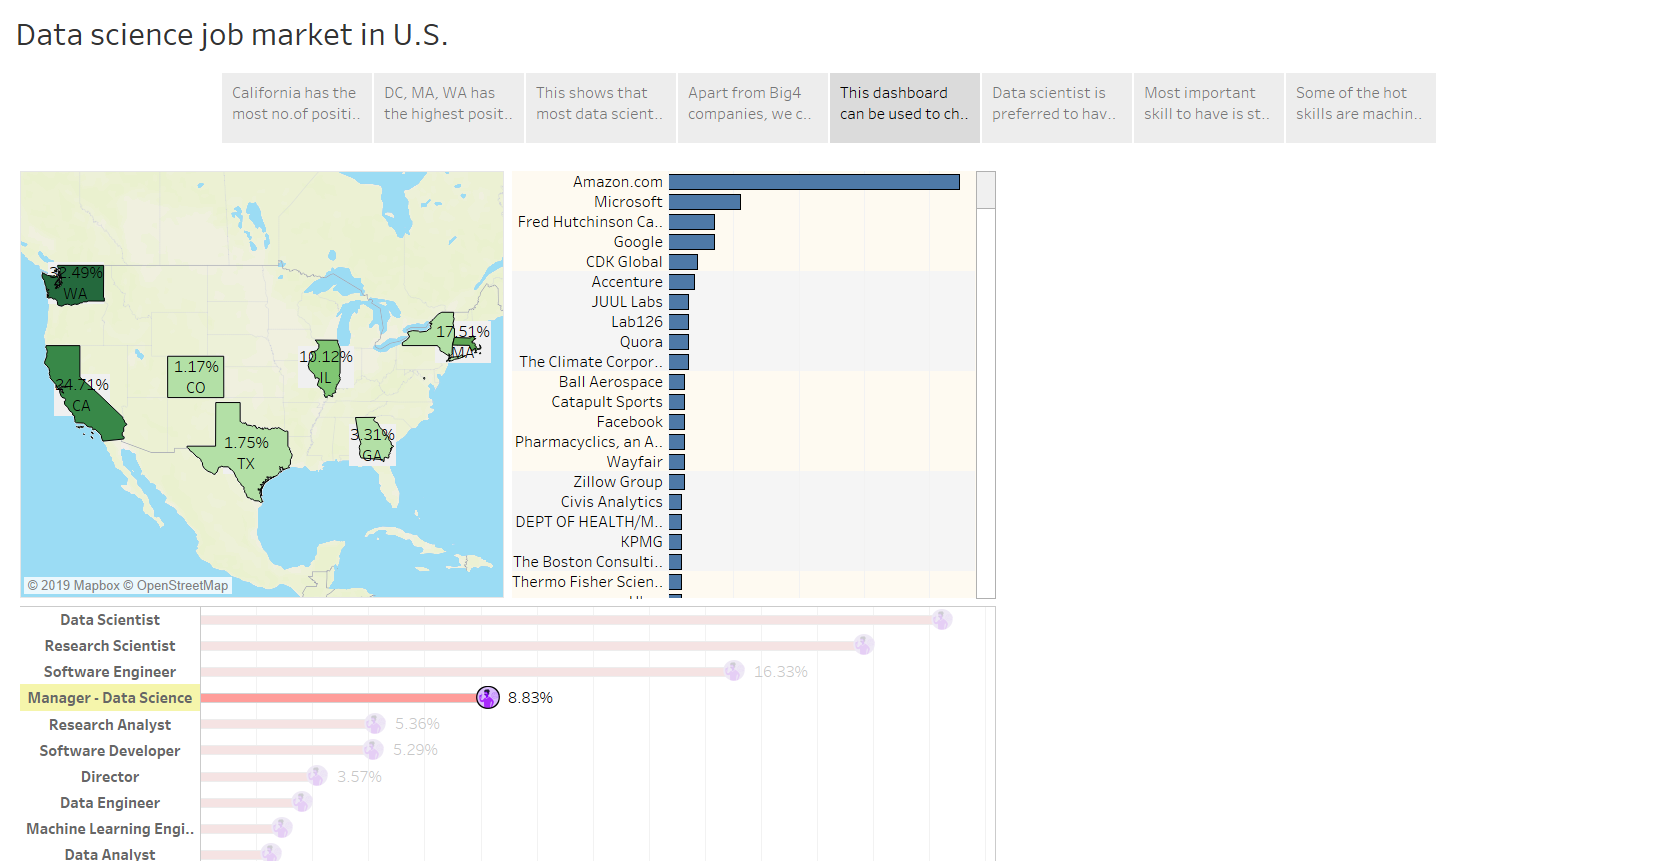 Data science job market in U.S.
California has the
most no.of positi..
DC, MA, WA has
the highest posit..
This shows that
most data scient..
Apart from Big4
companies, we c..
This dashboard
can be used to ch..
Data scientist is
preferred to hav..
Most important
skill to have is st..
Some of the hot
skills are machin..
32.49%
WA
24.71%
CA
1.17%
CO
10.12%
IL
17.51%
MA
1.75%
TX
3.31%
GA
© 2019 Mapbox © OpenStreetMap
Amazon.com
Microsoft
Fred Hutchinson Ca..
Google
CDK Global
Accenture
JUUL Labs
Lab126
Quora
The Climate Corpor..
Ball Aerospace
Catapult Sports
Facebook
Pharmacyclics, an A..
Wayfair
Zillow Group
Civis Analytics
DEPT OF HEALTH/M..
KPMG
The Boston Consulti..
Thermo Fisher Scien..
Data Scientist
Research Scientist
Software Engineer
16.33%
Manager - Data Science
8.83%
Research Analyst
5.36%
Software Developer
5.29%
Director
3.57%
Data Engineer
Machine Learning Engi..
Data Analyst